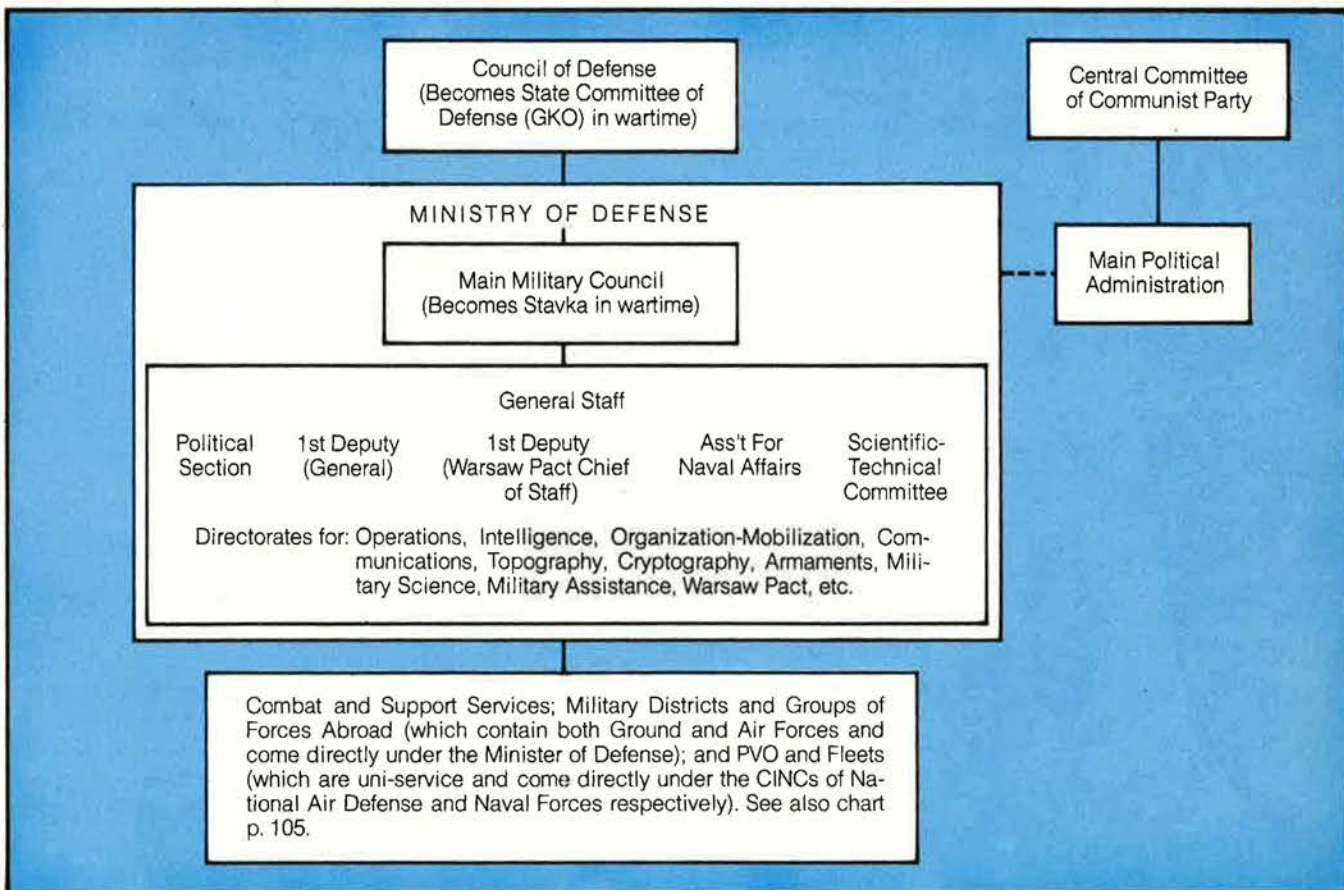 Council of Defense
(Becomes State Committee of
Defense (GKO) in wartime)
Central Committee
of Communist Party
MINISTRY OF DEFENSE
Main Military Council
(Becomes Stavka in wartime)
Main Political
Administration
General Staff
Political
Section
1st Deputy
(General)
1st Deputy
(Warsaw Pact Chief
of Staff)
Ass't For
Naval Affairs
Scientific-
Technical
Committee
Directorates for: Operations, Intelligence, Organization-Mobilization, Com-
munications, Topography, Cryptography, Armaments, Mili-
tary Science, Military Assistance, Warsaw Pact, etc.
Combat and Support Services; Military Districts and Groups of
Forces Abroad (which contain both Ground and Air Forces and
come directly under the Minister of Defense); and PVO and Fleets
(which are uni-service and come directly under the CINCs of Na-
tional Air Defense and Naval Forces respectively). See also chart
p. 105.